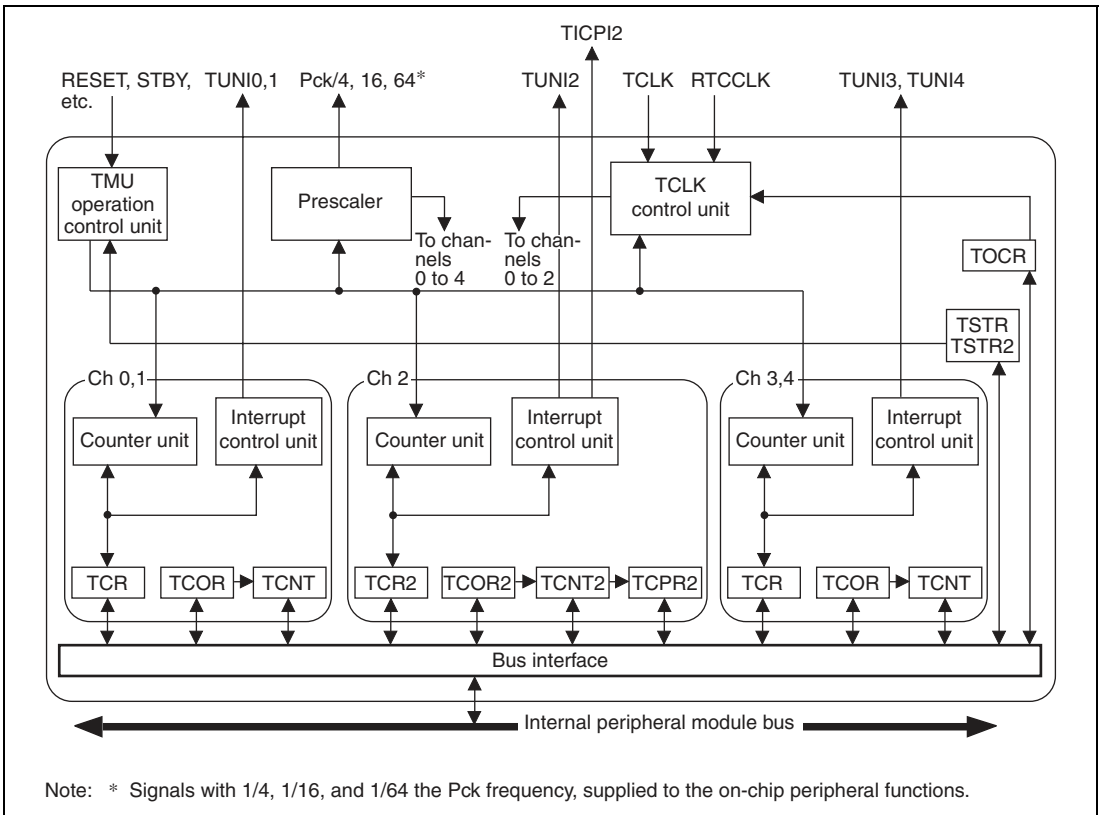 TICPI2
RESET, STBY,
etc.
TUNI0,1
Pck/4, 16, 64*
TUNI2
TCLK
RTCCLK
TUNI3, TUNI4
TMU
operation
control unit
Prescaler
TCLK
control unit
To chan-
nels
0 to 4
To chan-
nels
0 to 2
TOCR
TSTR
TSTR2
Ch 0,1
Counter unit
Interrupt
control unit
TCR
TCOR
TCNT
Ch 2
Counter unit
Interrupt
control unit
TCR2
TCOR2
TCNT2
TCPR2
Ch 3,4
Counter unit
Interrupt
control unit
TCR
TCOR
TCNT
Bus interface
Internal peripheral module bus
Note: * Signals with 1/4, 1/16, and 1/64 the Pck frequency, supplied to the on-chip peripheral functions.